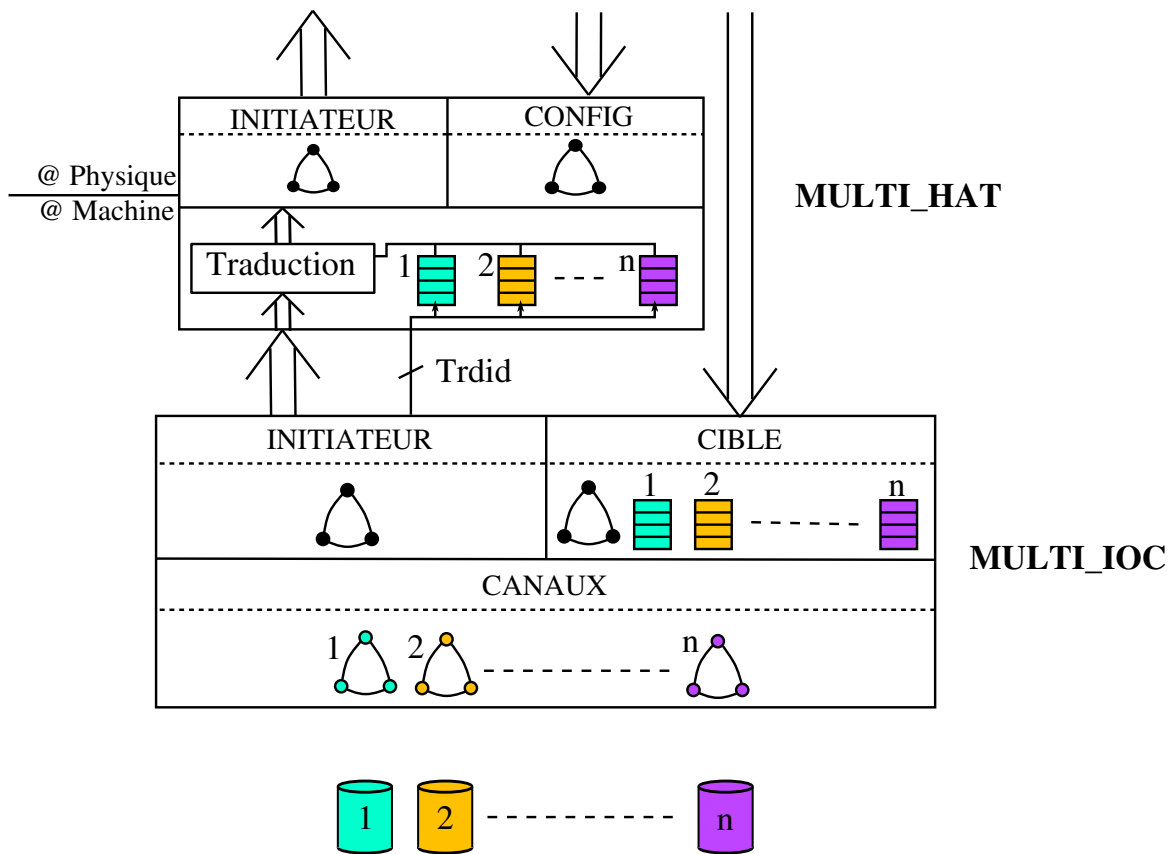 INITIATEUR
CONFIG
@ Physique
@ Machine
MULTI_HAT
Traduction
1
2
n
Trdid
INITIATEUR
CIBLE
1
2
n
MULTI_IOC
CANAUX
1
2
n
1
2
n